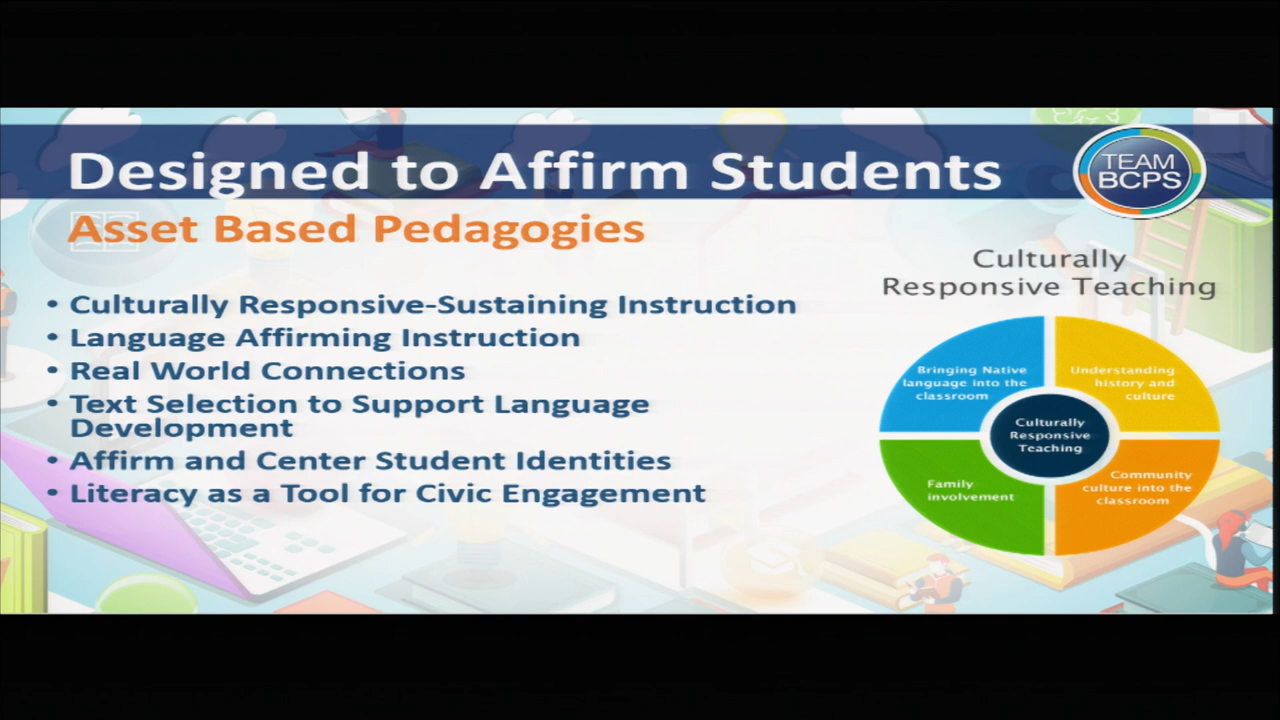 Designed to Affirm Students
TEAM
BCPS
Asset Based Pedagogies
• Culturally Responsive-Sustaining Instruction
• Language Affirming Instruction
• Real World Connections
• Text Selection to Support Language
Development
• Affirm and Center Student Identities
• Literacy as a Tool for Civic Engagement
Culturally
Responsive Teaching
Bringing Native
language into the
classroom
Understanding
history and
culture
Culturally
Responsive
Teaching
Family
involvement
Community
culture into the
classroom